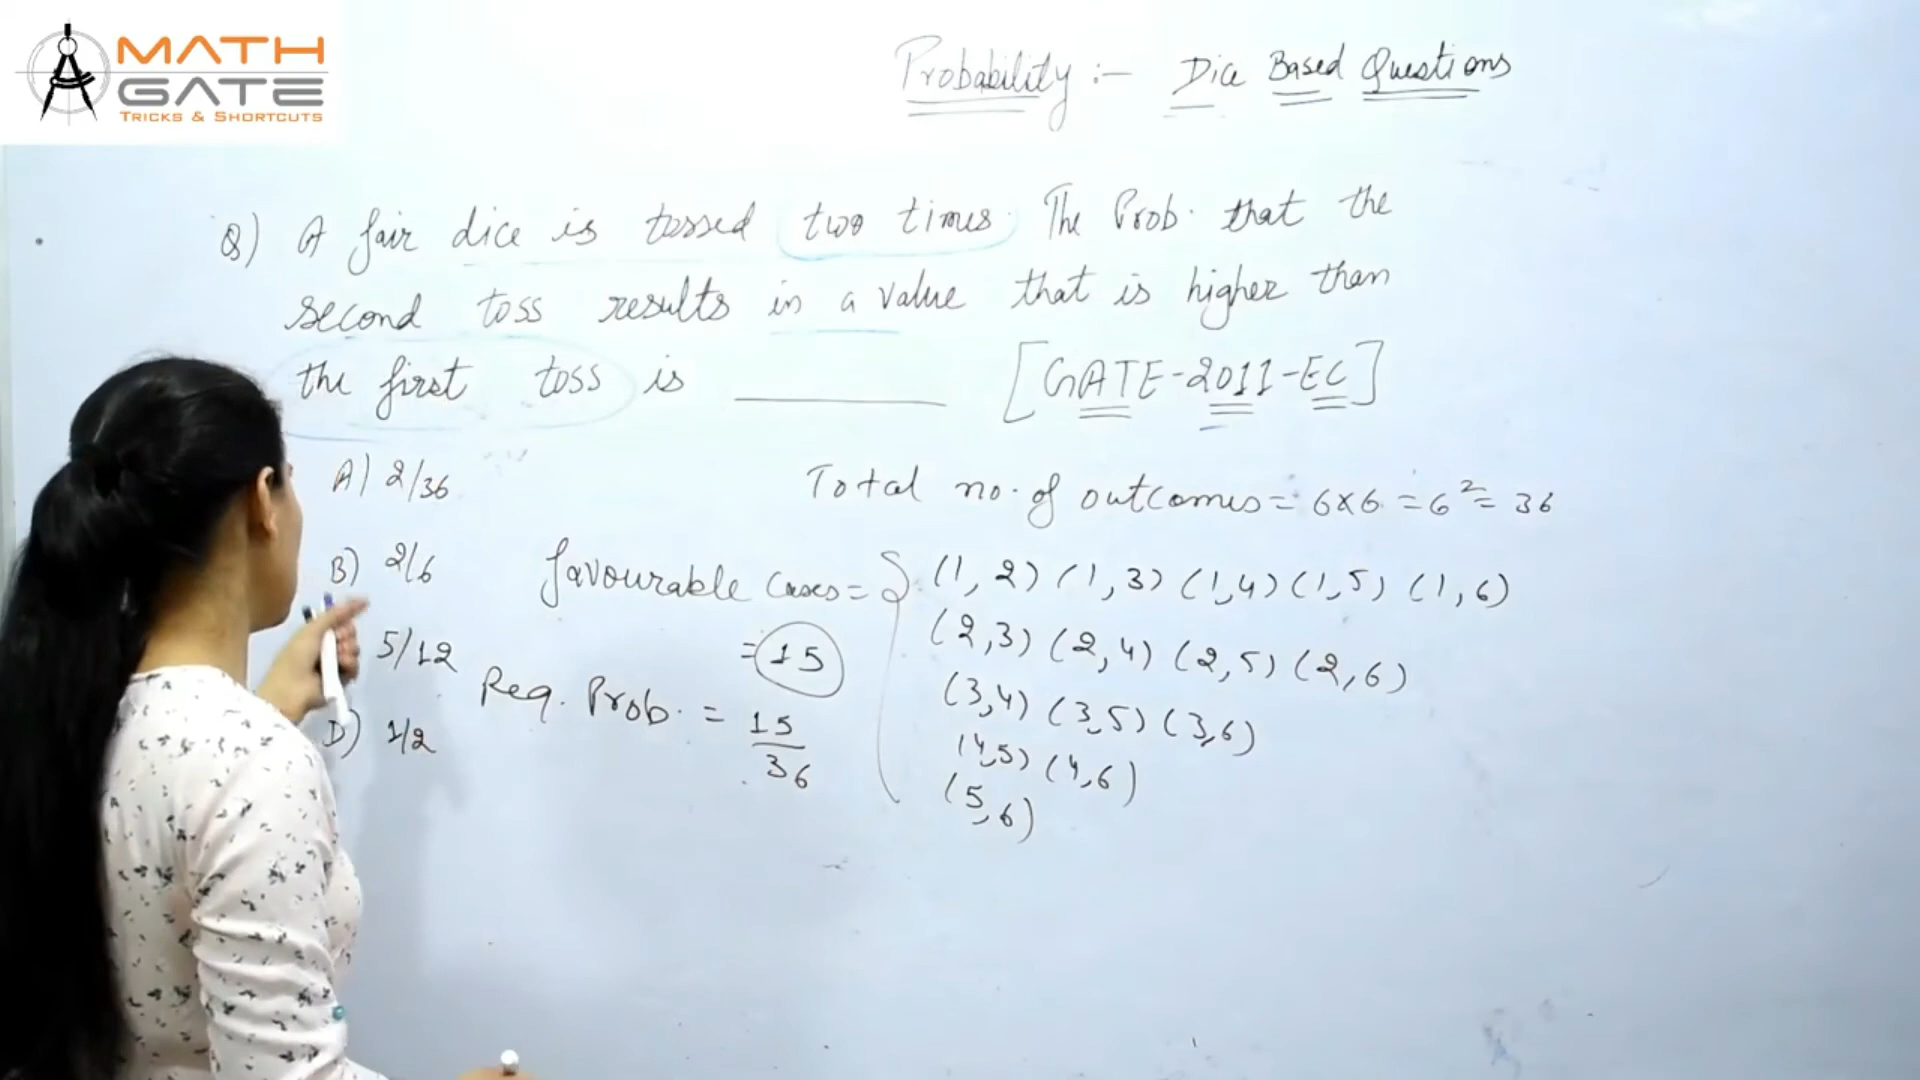 MATH
GATE
TRICKS & SHORTCUTS
Probability :- Dice Based Questions
Q) A fair dice is tossed two times. The Prob. that the
second toss results in a value that is higher than
the first toss is ________ [GATE-2011-EC]
A) 2/36
B) 2/6
5/12
D) 1/2
Total no. of outcomes = 6x6 = 6² = 36
favourable cases = { (1, 2) (1, 3) (1,4) (1,5) (1,6)
(2,3) (2,4) (2,5) (2,6)
(3,4) (3,5) (3,6)
(4,5) (4,6)
(5,6)
= 15
Req. Prob. = 15/36